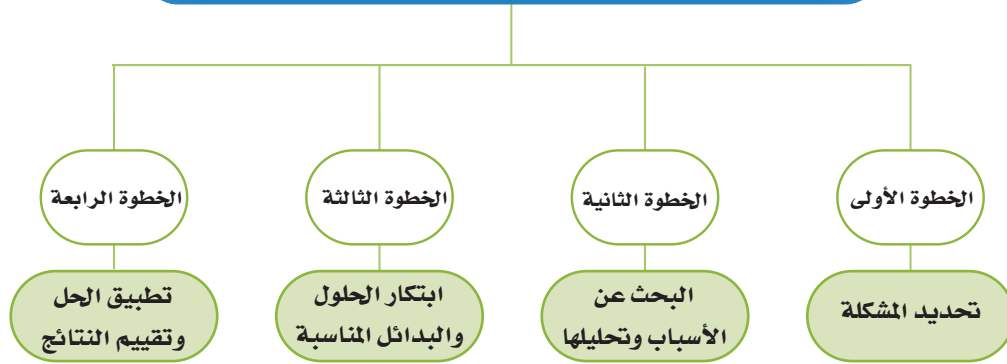 الخطوة الأولى
الخطوة الثانية
الخطوة الثالثة
الخطوة الرابعة
تحديد المشكلة
البحث عن
الأسباب وتحليلها
ابتكار الحلول
والبدائل المناسبة
تطبيق الحل
وتقييم النتائج